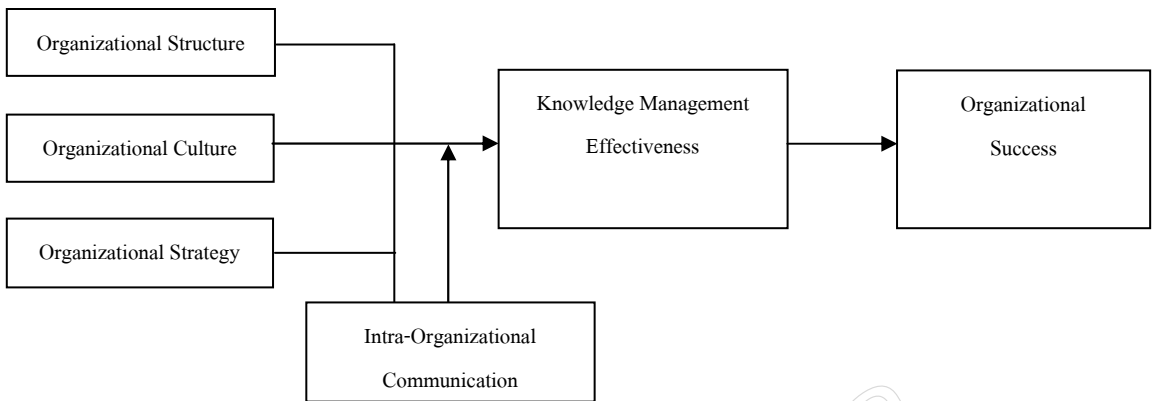 Organizational Structure
Organizational Culture
Organizational Strategy
Intra-Organizational
Communication
Knowledge Management
Effectiveness
Organizational
Success